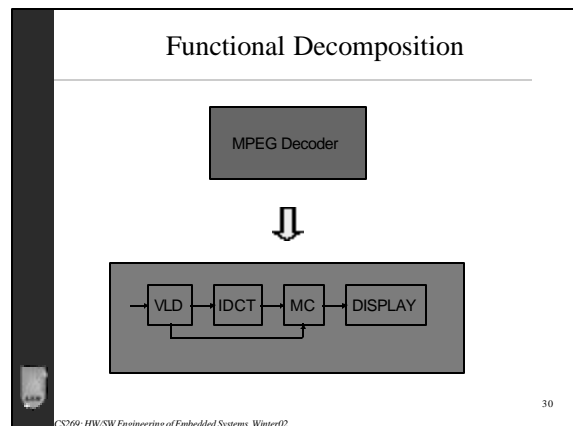 Functional Decomposition
MPEG Decoder
VLD IDCT MC DISPLAY
30
CS269: HW/SW Engineering of Embedded Systems, Winter02